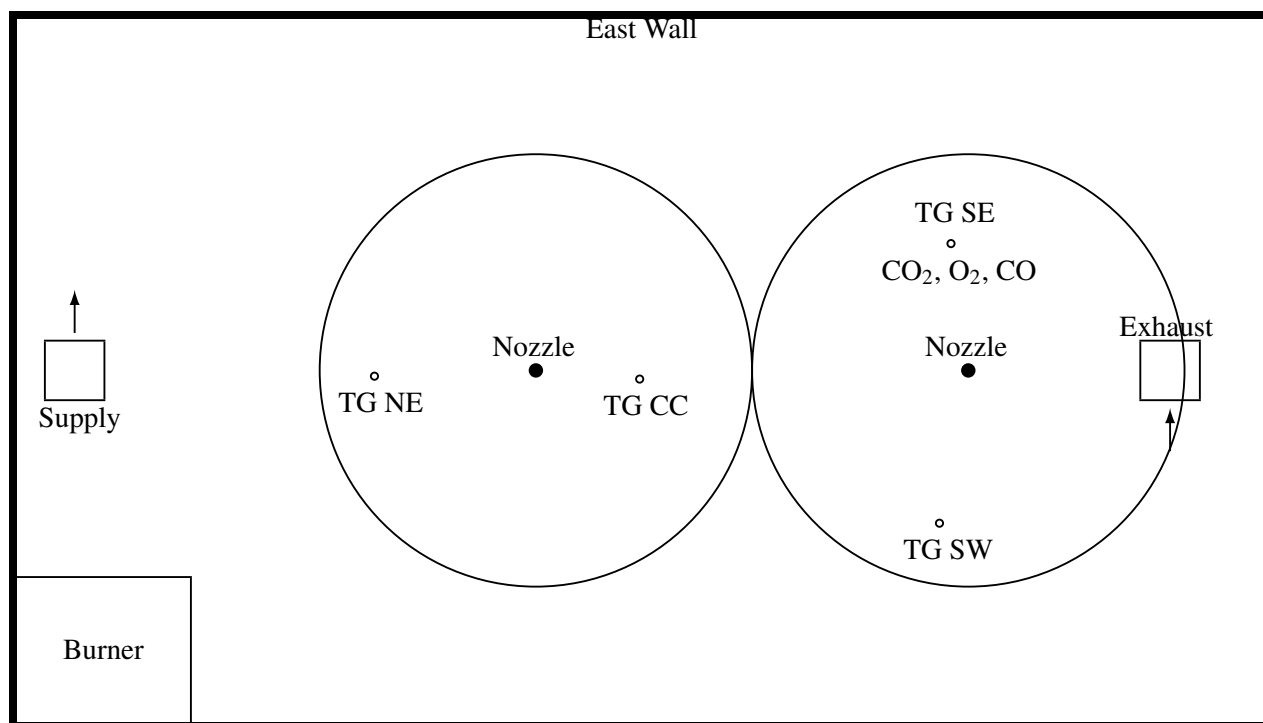 East Wall
TG SE
CO₂, O₂, CO
Exhaust
Nozzle
Nozzle
TG NE
TG CC
Supply
TG SW
Burner